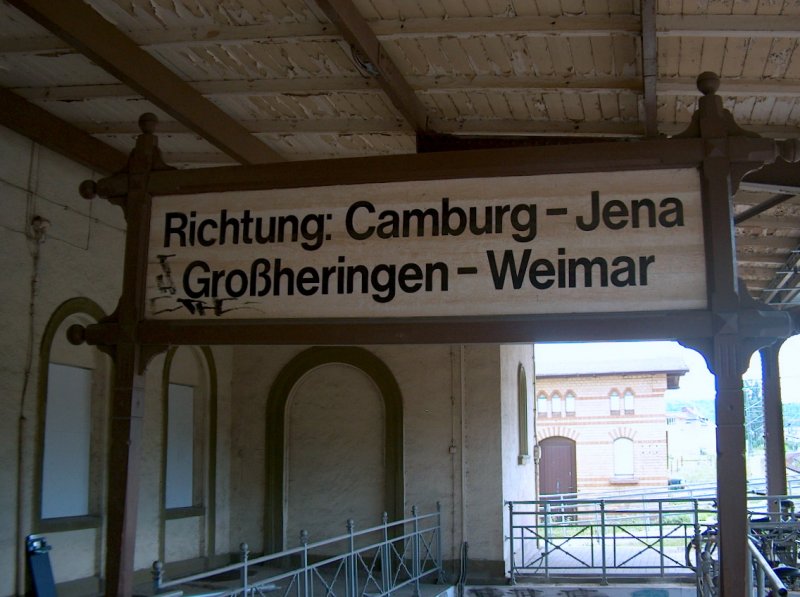 Richtung: Camburg – Jena
Großheringen – Weimar